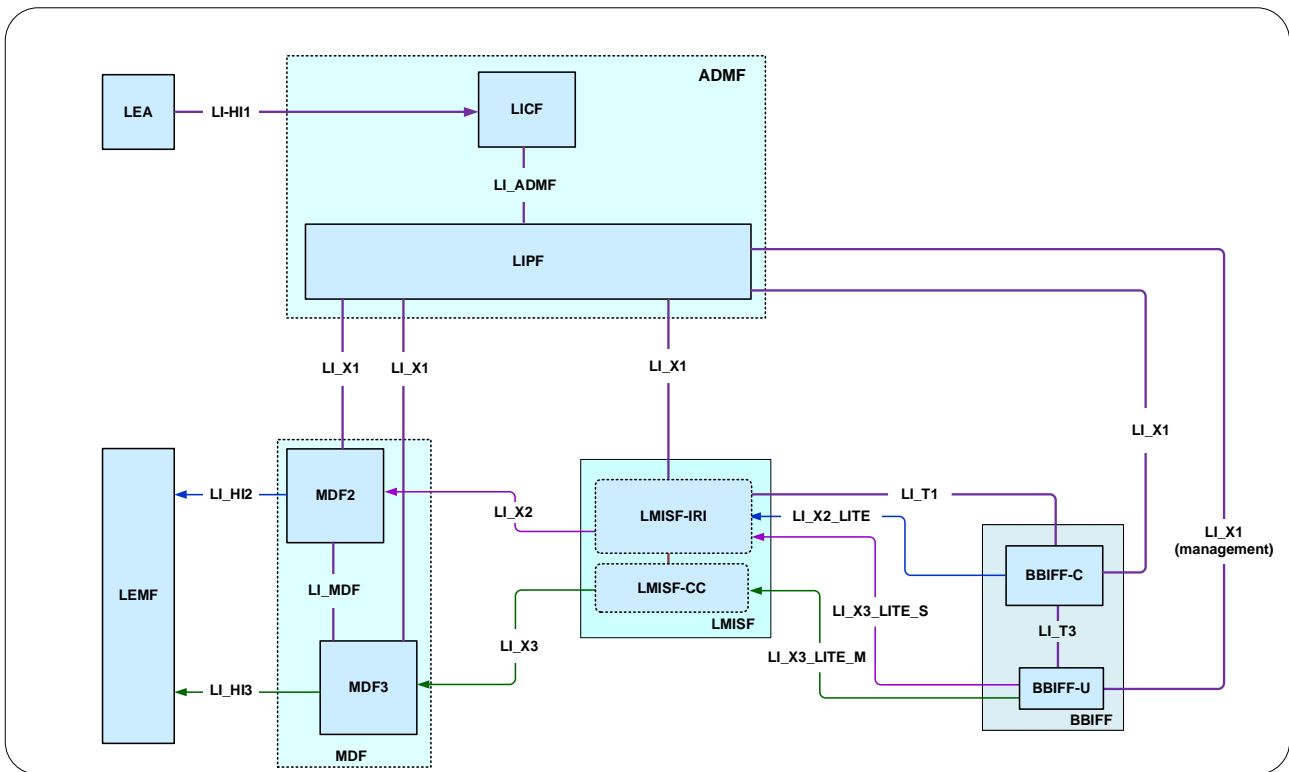 ADMF
LEA
LI-HI1
LICF
LI_ADMF
LIPF
LI_X1
LI_X1
LI_X1
LI_X1
LI_X1
(management)
LEMF
LI_HI2
MDF2
LI_X2
LMISF-IRI
LI_T1
LI_X2_LITE
BBIFF-C
LI_MDF
LMISF-CC
LMISF
LI_X3_LITE_S
LI_T3
LI_X3
LI_X3_LITE_M
LI_HI3
MDF3
BBIFF-U
BBIFF
MDF